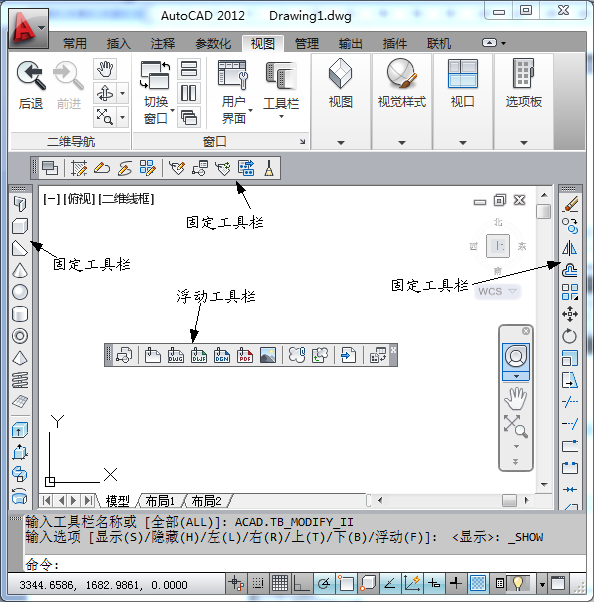 AutoCAD 2012 Drawing1.dwg
常用 插入 注释 参数化 视图 管理 输出 插件 联机
后退 前进 切换窗口 用户界面 工具栏 视图 视觉样式 视口 选项板
二维导航 窗口
[−][俯视][二维线框]
固定工具栏
北
西 上 东
南
WCS
固定工具栏
固定工具栏
浮动工具栏
DWG DWF DGN PDF
Y
X
模型 布局1 布局2
输入工具栏名称或 [全部(ALL)]: ACAD.TB_MODIFY_II
输入选项 [显示(S)/隐藏(H)/左(L)/右(R)/上(T)/下(B)/浮动(F)]: <显示>: _SHOW
命令:
3344.6586, 1682.9861, 0.0000